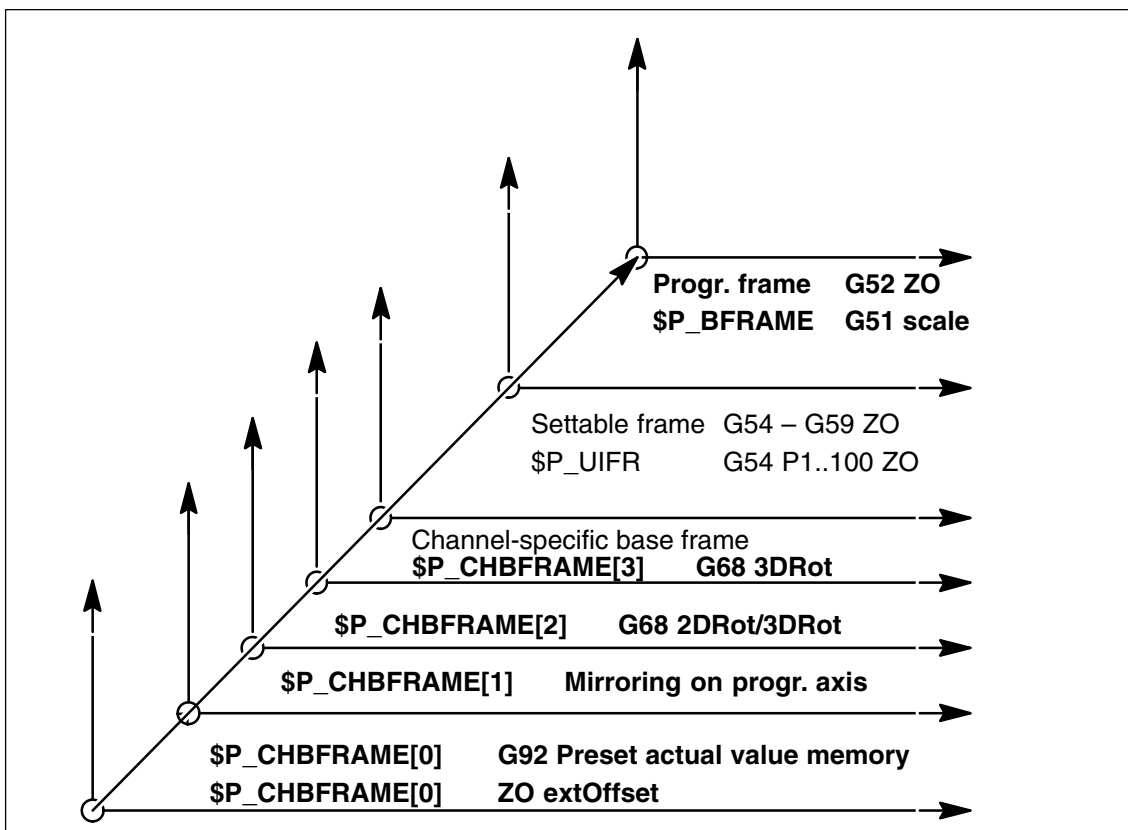 Progr. frame G52 ZO
$P_BFRAME G51 scale
Settable frame G54 – G59 ZO
$P_UIFR G54 P1..100 ZO
Channel-specific base frame
$P_CHBFRAME[3] G68 3DRot
$P_CHBFRAME[2] G68 2DRot/3DRot
$P_CHBFRAME[1] Mirroring on progr. axis
$P_CHBFRAME[0] G92 Preset actual value memory
$P_CHBFRAME[0] ZO extOffset